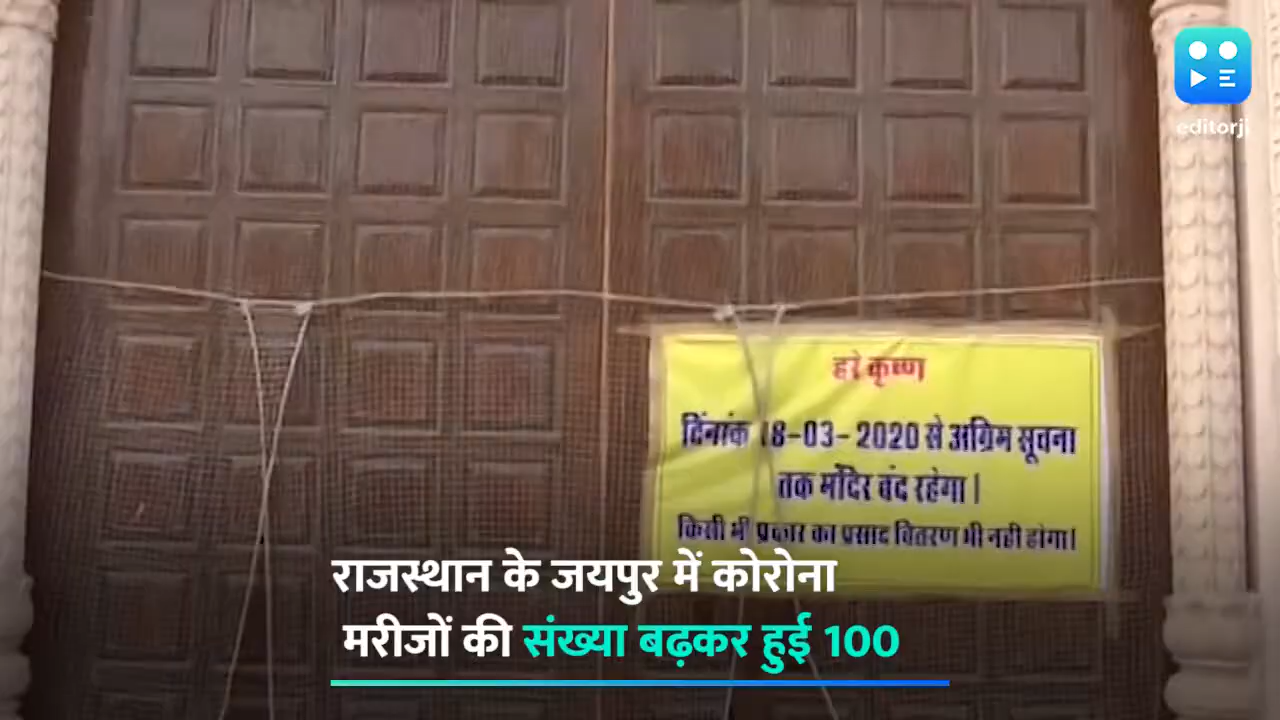 editorji
हरे कृष्ण
दिनांक 18-03- 2020 से अग्रिम सूचना
तक मंदिर बंद रहेगा।
किसी भी प्रकार का प्रसाद वितरण भी नही होगा।
राजस्थान के जयपुर में कोरोना
मरीजों की संख्या बढ़कर हुई 100